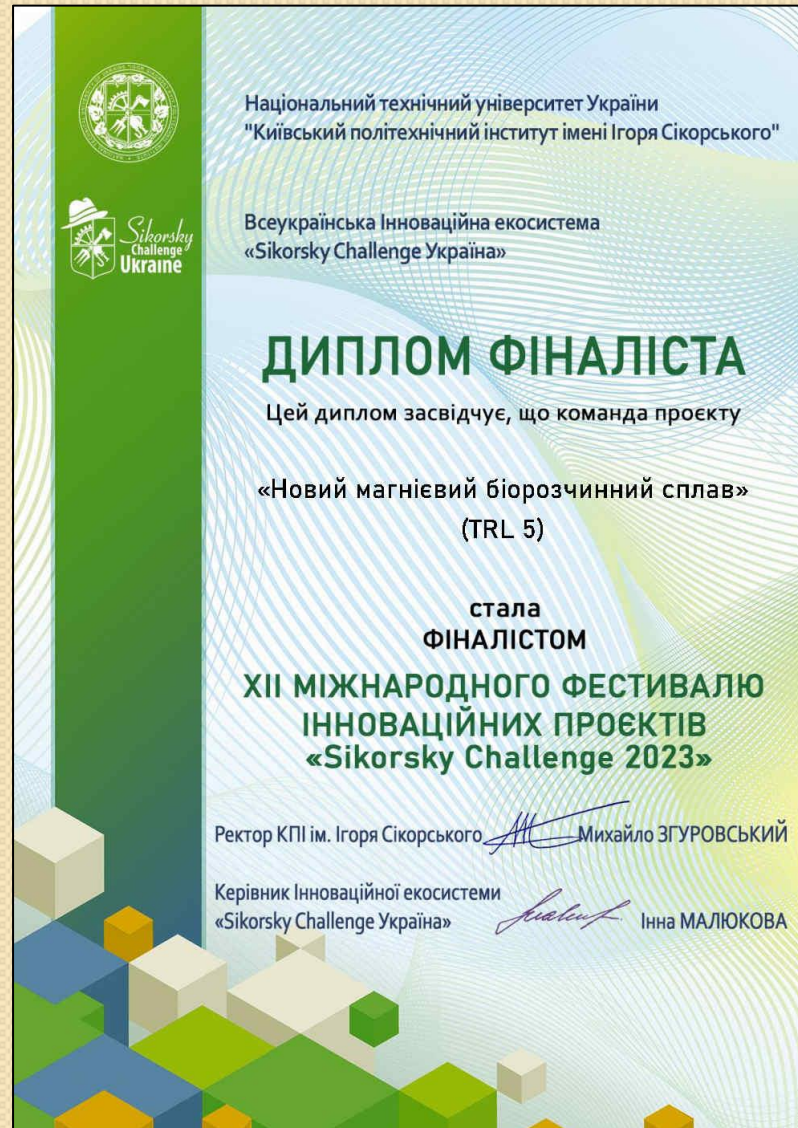 Національний технічний університет України
"Київський політехнічний інститут імені Ігоря Сікорського"
Sikorsky
Challenge
Ukraine
Всеукраїнська Інноваційна екосистема
«Sikorsky Challenge Україна»
ДИПЛОМ ФІНАЛІСТА
Цей диплом засвідчує, що команда проєкту
«Новий магнієвий біорозчинний сплав»
(TRL 5)
стала
ФІНАЛІСТОМ
XII МІЖНАРОДНОГО ФЕСТИВАЛЮ
ІННОВАЦІЙНИХ ПРОЄКТІВ
«Sikorsky Challenge 2023»
Ректор КПІ ім. Ігоря Сікорського Михайло ЗГУРОВСЬКИЙ
Керівник Інноваційної екосистеми
«Sikorsky Challenge Україна» Інна МАЛЮКОВА